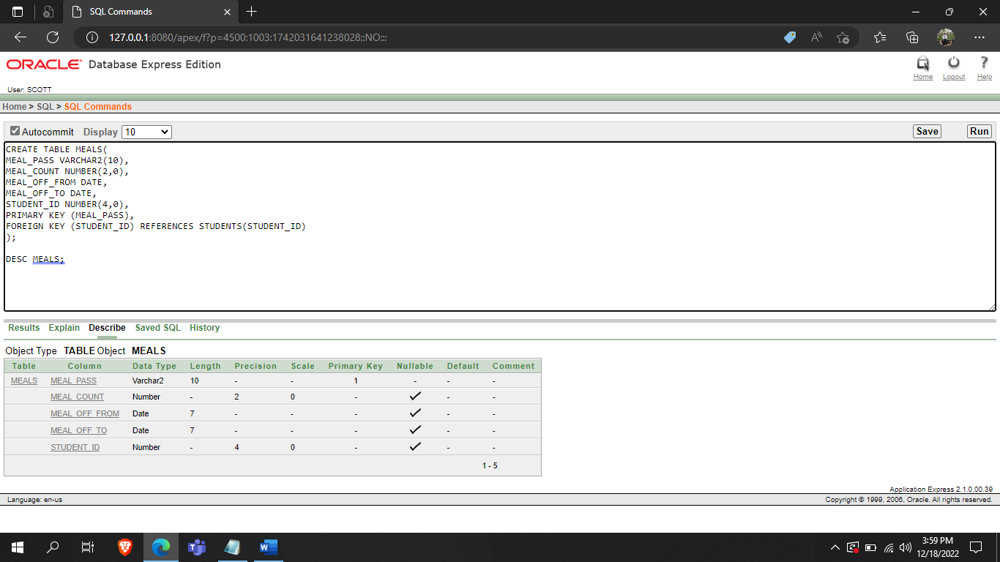 SQL Commands
127.0.0.1:8080/apex/f?p=4500:1003:1742031641238028::NO:::
ORACLE Database Express Edition
Home Logout Help
User: SCOTT
Home > SQL > SQL Commands
Autocommit Display 10 Save Run
CREATE TABLE MEALS(
MEAL_PASS VARCHAR2(10),
MEAL_COUNT NUMBER(2,0),
MEAL_OFF_FROM DATE,
MEAL_OFF_TO DATE,
STUDENT_ID NUMBER(4,0),
PRIMARY KEY (MEAL_PASS),
FOREIGN KEY (STUDENT_ID) REFERENCES STUDENTS(STUDENT_ID)
);
DESC MEALS;
Results Explain Describe Saved SQL History
Object Type TABLE Object MEALS
Table Column Data Type Length Precision Scale Primary Key Nullable Default Comment
MEALS MEAL_PASS Varchar2 10 - - 1 - - -
MEAL_COUNT Number - 2 0 - ✓ - -
MEAL_OFF_FROM Date 7 - - - ✓ - -
MEAL_OFF_TO Date 7 - - - ✓ - -
STUDENT_ID Number - 4 0 - ✓ - -
1 - 5
Application Express 2.1.0.00.39
Language: en-us Copyright © 1999, 2006, Oracle. All rights reserved.
3:59 PM
12/18/2022